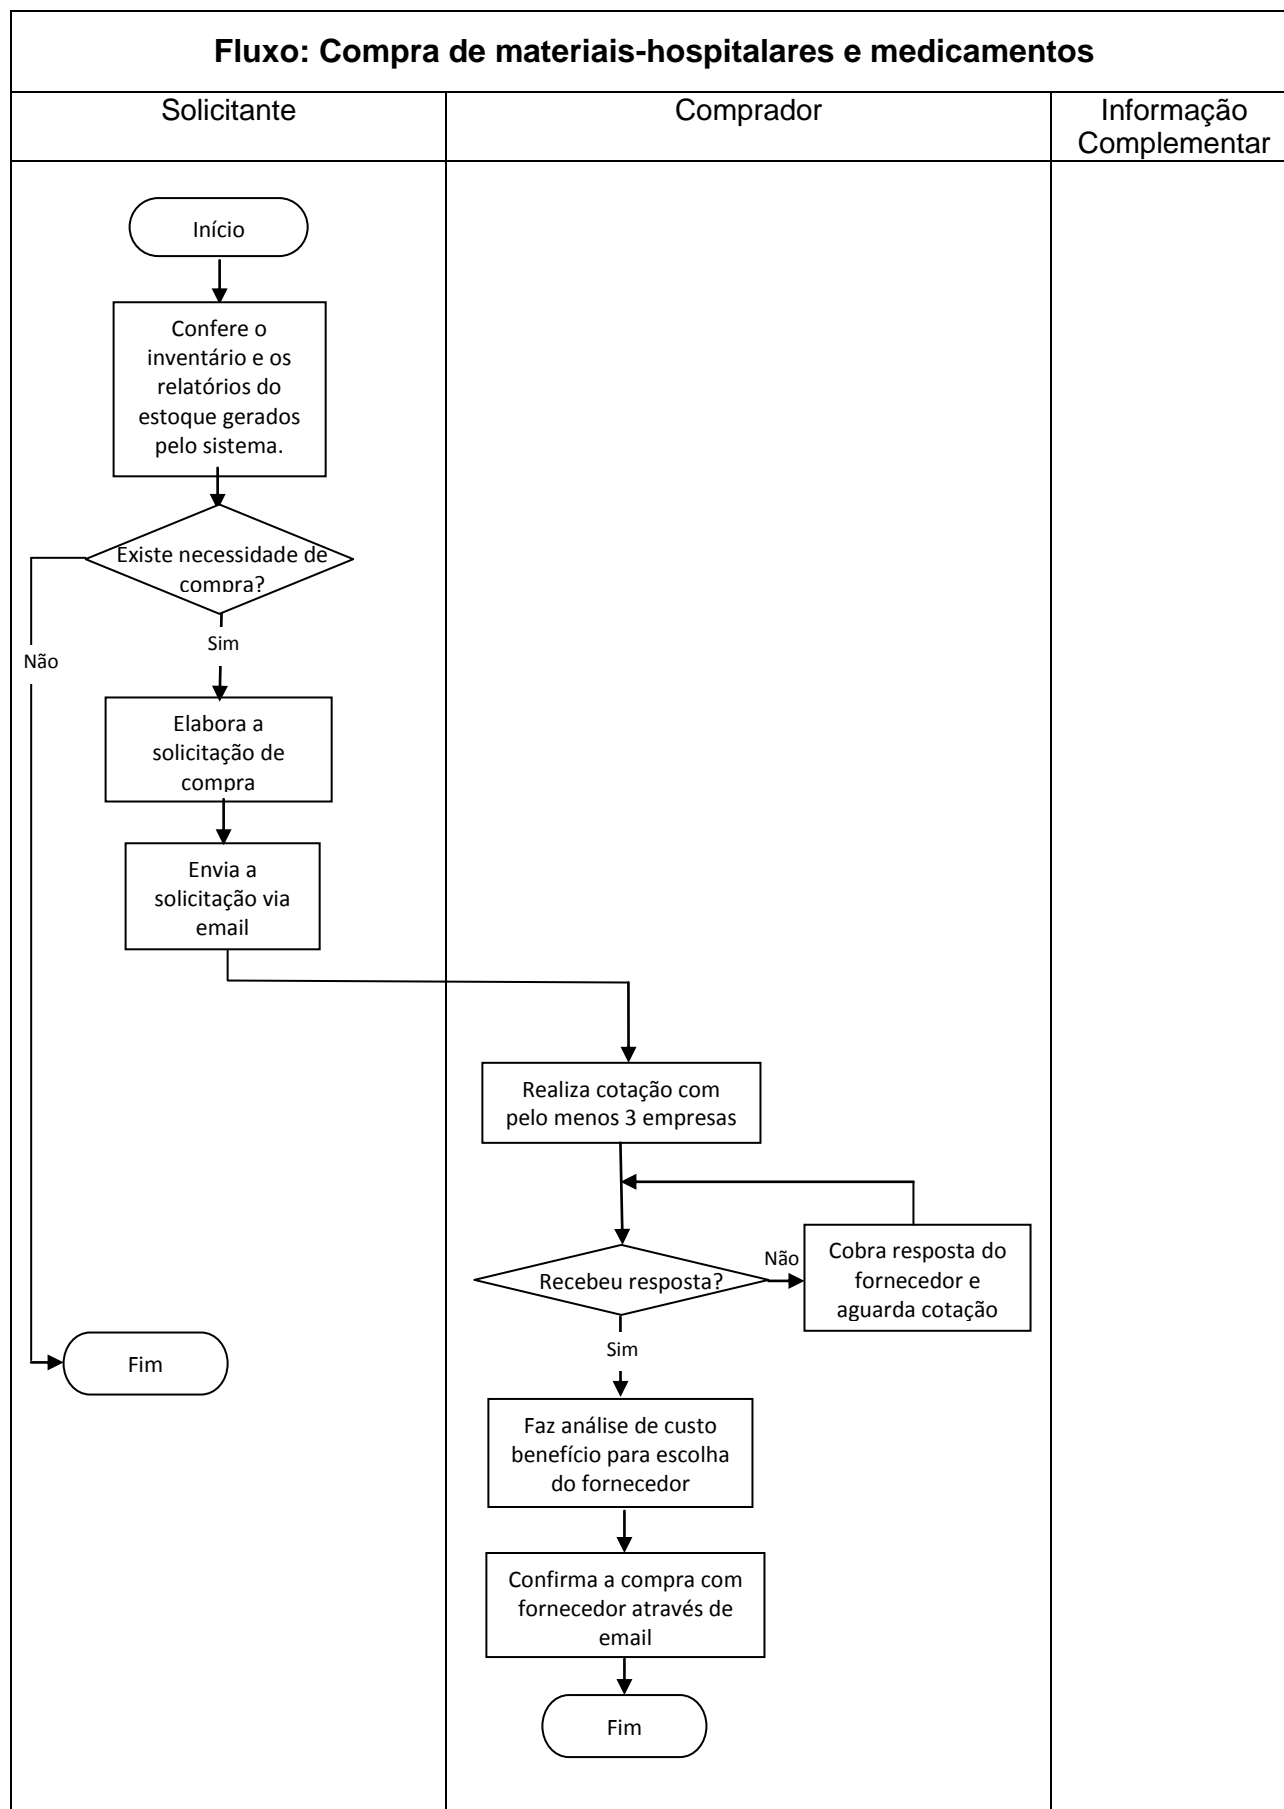 Fluxo: Compra de materiais-hospitalares e medicamentos
Solicitante
Comprador
Informação
Complementar
Início
Confere o
inventário e os
relatórios do
estoque gerados
pelo sistema.
Existe necessidade de
compra?
Sim
Não
Elabora a
solicitação de
compra
Envia a
solicitação via
email
Realiza cotação com
pelo menos 3 empresas
Recebeu resposta?
Não
Cobra resposta do
fornecedor e
aguarda cotação
Sim
Fim
Faz análise de custo
benefício para escolha
do fornecedor
Confirma a compra com
fornecedor através de
email
Fim